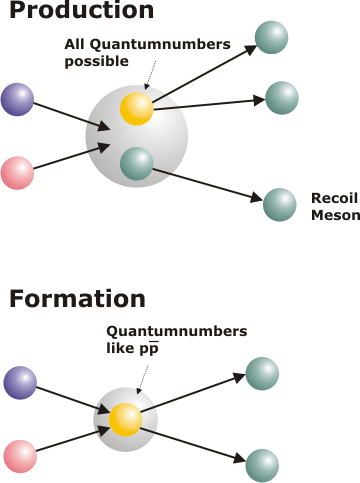 Production
All Quantumnumbers
possible
Recoil
Meson
Formation
Quantumnumbers
like pp̅